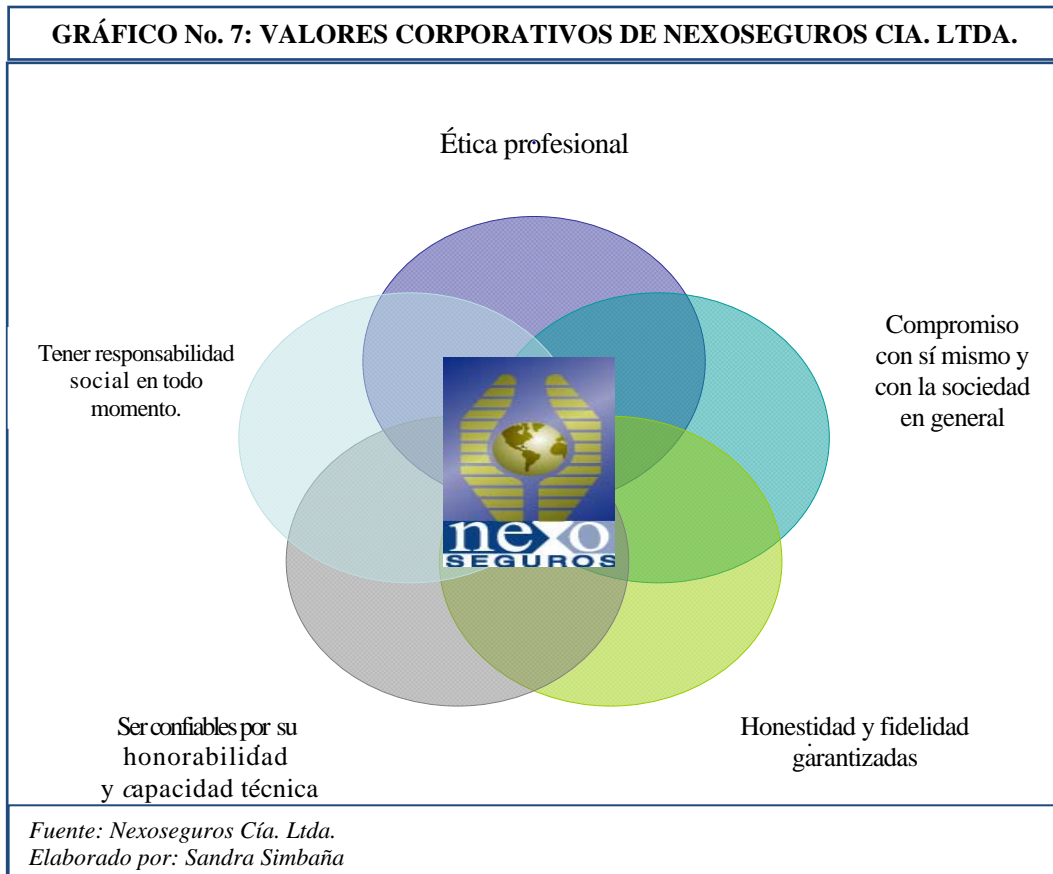 GRÁFICO No. 7: VALORES CORPORATIVOS DE NEXOSEGUROS CIA. LTDA.
Ética profesional
Tener responsabilidad
social en todo
momento.
Compromiso
con sí mismo y
con la sociedad
en general
nexo
SEGUROS
Ser confiables por su
honorabilidad
y capacidad técnica
Honestidad y fidelidad
garantizadas
Fuente: Nexoseguros Cía. Ltda.
Elaborado por: Sandra Simbaña